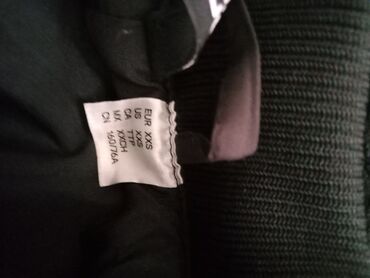 EUR XXS
US XXS
CA TTP
MX XXCH
CN 160/76A